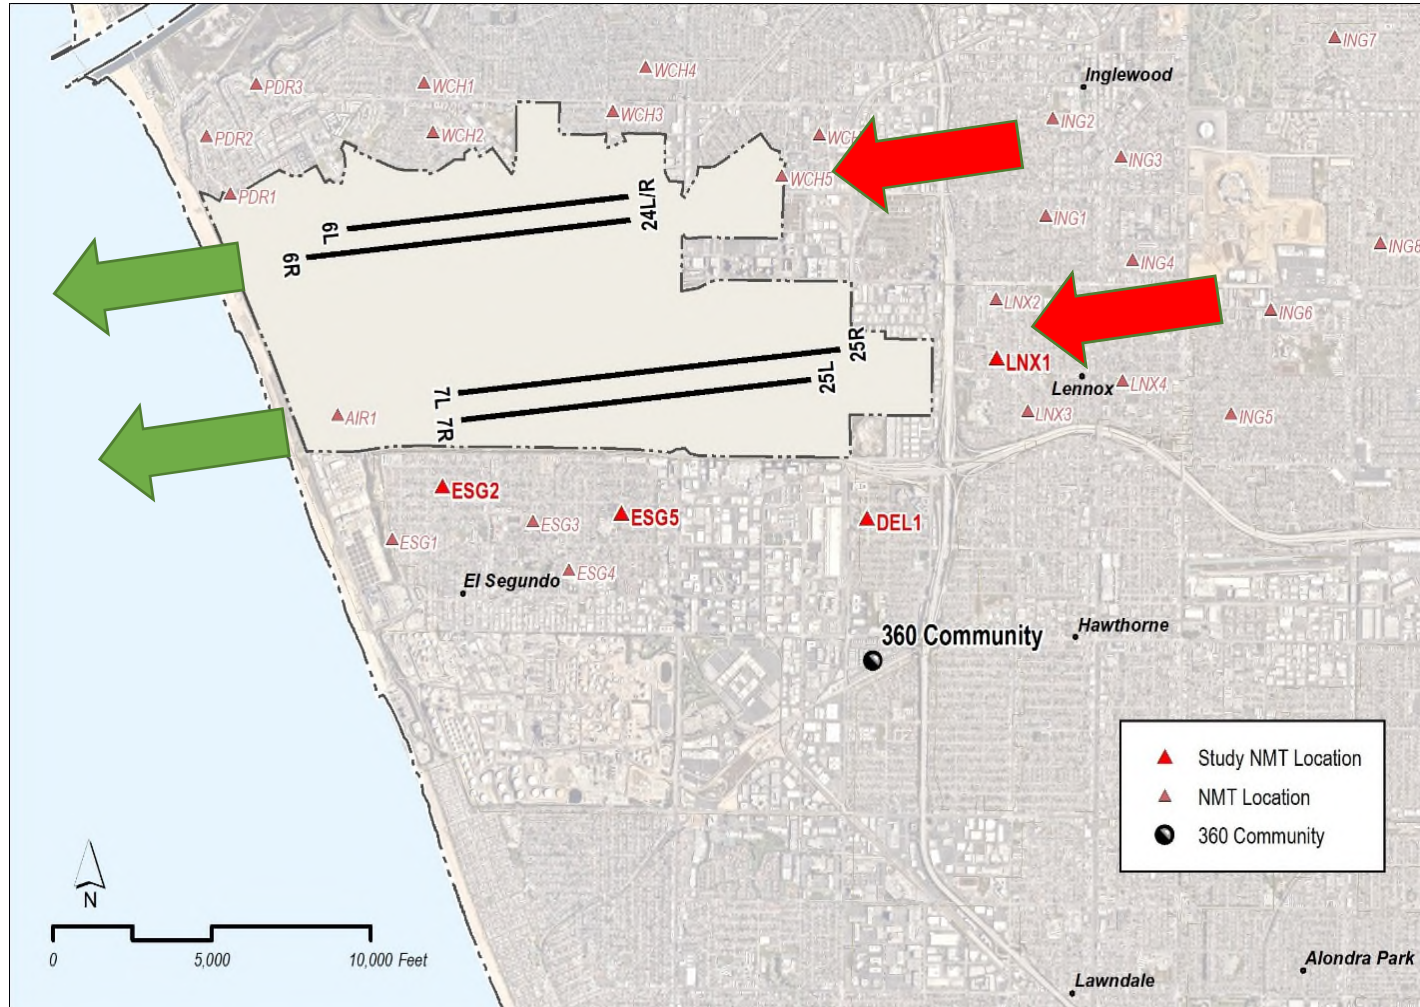 ING7
WCH4
Inglewood
PDR3
WCH1
WCH3
ING2
PDR2
WCH2
WCH
ING3
WCH5
PDR1
24L/R
ING1
6L
ING8
6R
ING4
LNX2
ING6
25R
LNX1
25L
Lennox
LNX4
7L
LNX3
ING5
AIR1
7R
ESG2
ESG3
ESG5
DEL1
ESG1
ESG4
El Segundo
Hawthorne
360 Community
Study NMT Location
NMT Location
360 Community
N
0
5,000
10,000 Feet
Alondra Park
Lawndale